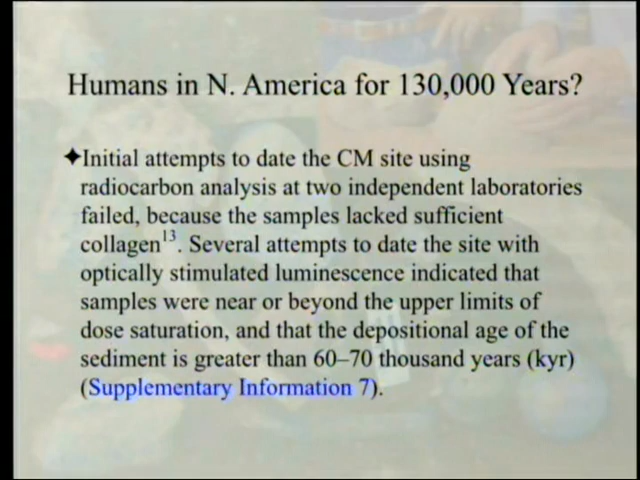 Humans in N. America for 130,000 Years?
✦Initial attempts to date the CM site using
radiocarbon analysis at two independent laboratories
failed, because the samples lacked sufficient
collagen¹³. Several attempts to date the site with
optically stimulated luminescence indicated that
samples were near or beyond the upper limits of
dose saturation, and that the depositional age of the
sediment is greater than 60–70 thousand years (kyr)
(Supplementary Information 7).